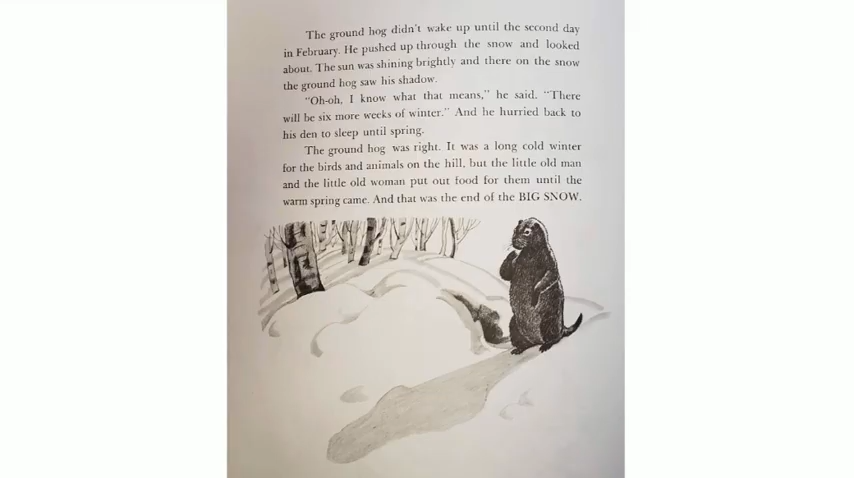 The ground hog didn't wake up until the second day
in February. He pushed up through the snow and looked
about. The sun was shining brightly and there on the snow
the ground hog saw his shadow.
"Oh-oh, I know what that means," he said. "There
will be six more weeks of winter." And he hurried back to
his den to sleep until spring.
The ground hog was right. It was a long cold winter
for the birds and animals on the hill, but the little old man
and the little old woman put out food for them until the
warm spring came. And that was the end of the BIG SNOW.